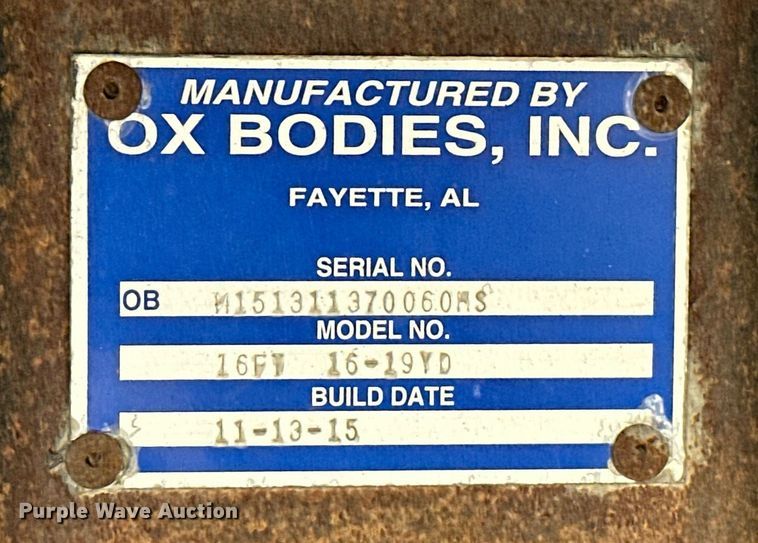 MANUFACTURED BY
OX BODIES, INC.
FAYETTE, AL
SERIAL NO.
OB M151311370060MS
MODEL NO.
16FT 16-19YD
BUILD DATE
11-13-15
Purple Wave Auction